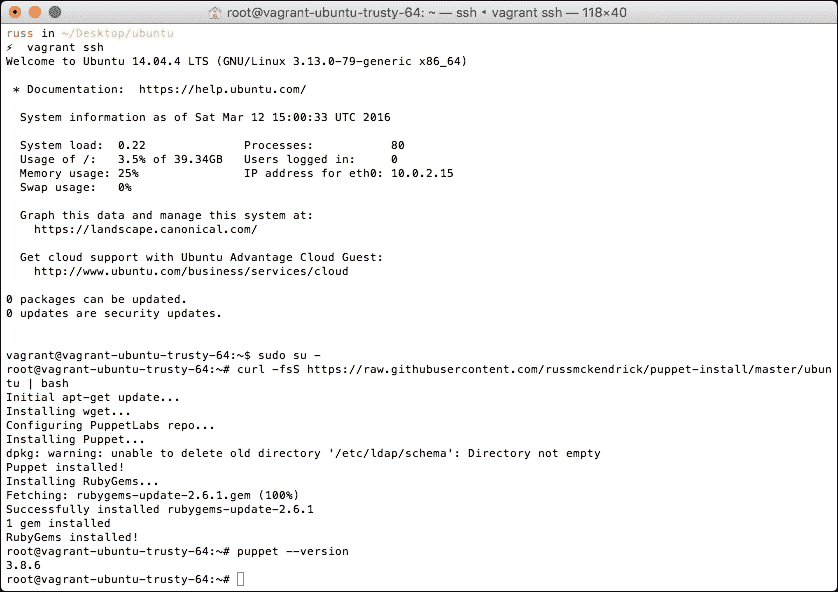 root@vagrant-ubuntu-trusty-64: ~ — ssh • vagrant ssh — 118×40
russ in ~/Desktop/ubuntu
⚡ vagrant ssh
Welcome to Ubuntu 14.04.4 LTS (GNU/Linux 3.13.0-79-generic x86_64)
* Documentation:  https://help.ubuntu.com/
System information as of Sat Mar 12 15:00:33 UTC 2016
System load:  0.22              Processes:           80
Usage of /:   3.5% of 39.34GB   Users logged in:     0
Memory usage: 25%               IP address for eth0: 10.0.2.15
Swap usage:   0%
Graph this data and manage this system at:
https://landscape.canonical.com/
Get cloud support with Ubuntu Advantage Cloud Guest:
http://www.ubuntu.com/business/services/cloud
0 packages can be updated.
0 updates are security updates.
vagrant@vagrant-ubuntu-trusty-64:~$ sudo su -
root@vagrant-ubuntu-trusty-64:~# curl -fsS https://raw.githubusercontent.com/russmckendrick/puppet-install/master/ubun
tu | bash
Initial apt-get update...
Installing wget...
Configuring PuppetLabs repo...
Installing Puppet...
dpkg: warning: unable to delete old directory '/etc/ldap/schema': Directory not empty
Puppet installed!
Installing RubyGems...
Fetching: rubygems-update-2.6.1.gem (100%)
Successfully installed rubygems-update-2.6.1
1 gem installed
RubyGems installed!
root@vagrant-ubuntu-trusty-64:~# puppet --version
3.8.6
root@vagrant-ubuntu-trusty-64:~#